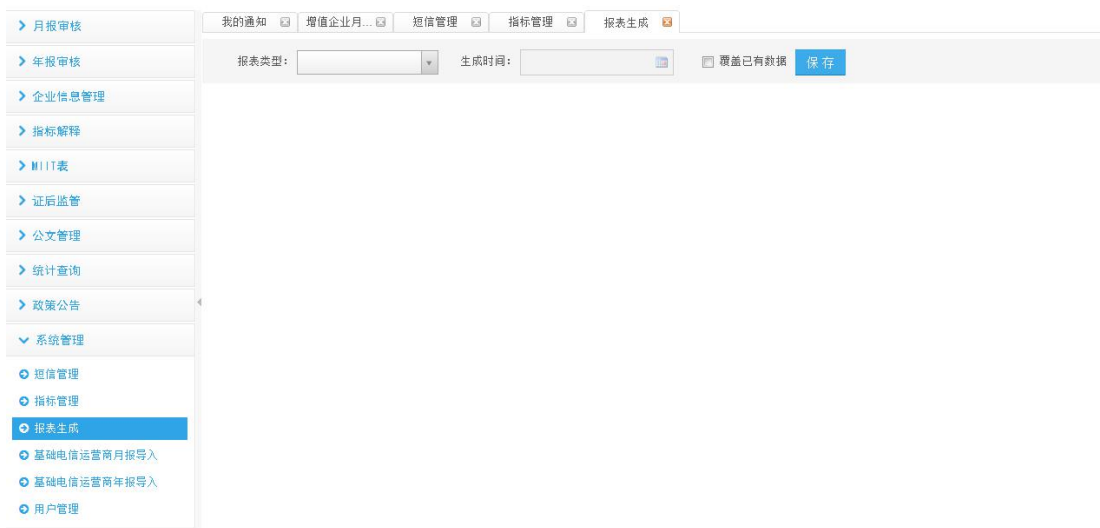 我的通知 增值企业月... 短信管理 指标管理 报表生成
报表类型: 生成时间: 覆盖已有数据 保存
月报审核
年报审核
企业信息管理
指标解释
MIIT表
证后监管
公文管理
统计查询
政策公告
系统管理
短信管理
指标管理
报表生成
基础电信运营商月报导入
基础电信运营商年报导入
用户管理